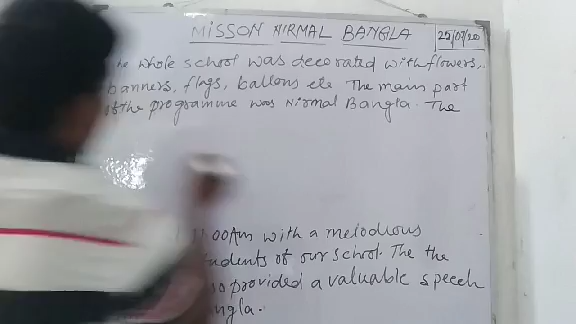 MISSON NIRMAL BANGLA
25/07/20
he whole school was decorated with flowers,
banners, flags, ballons etc The main part
of the programme was Nirmal Bangla. The
:00Am with a melodious
tudents of our school. The the
provided a valuable speech
ngla.